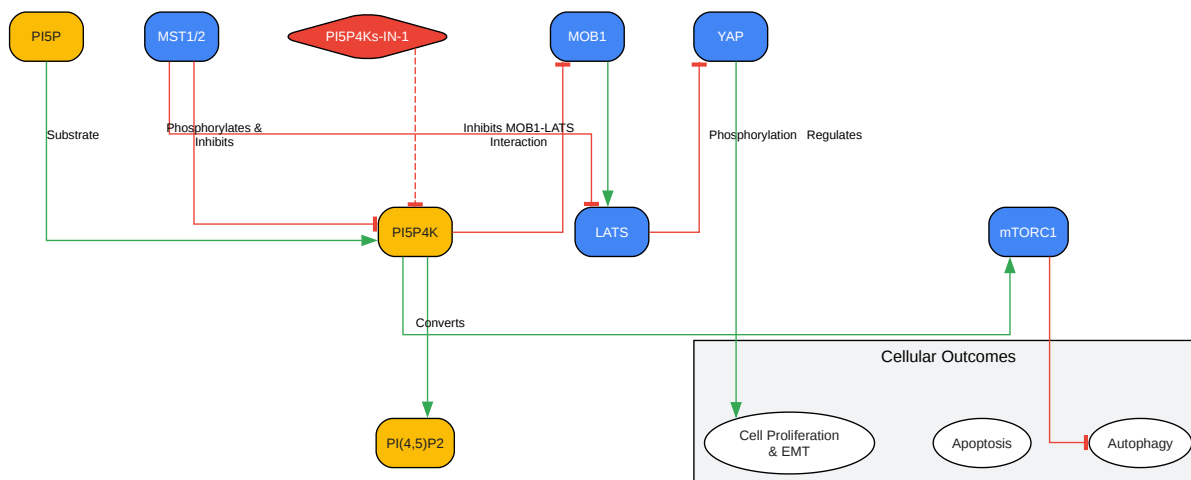 PI5P
MST1/2
PI5P4Ks-IN-1
MOB1
YAP
Substrate
Phosphorylates &
Inhibits
Inhibits MOB1-LATS
Interaction
Phosphorylation
Regulates
PI5P4K
LATS
mTORC1
Converts
Cellular Outcomes
PI(4,5)P2
Cell Proliferation
& EMT
Apoptosis
Autophagy